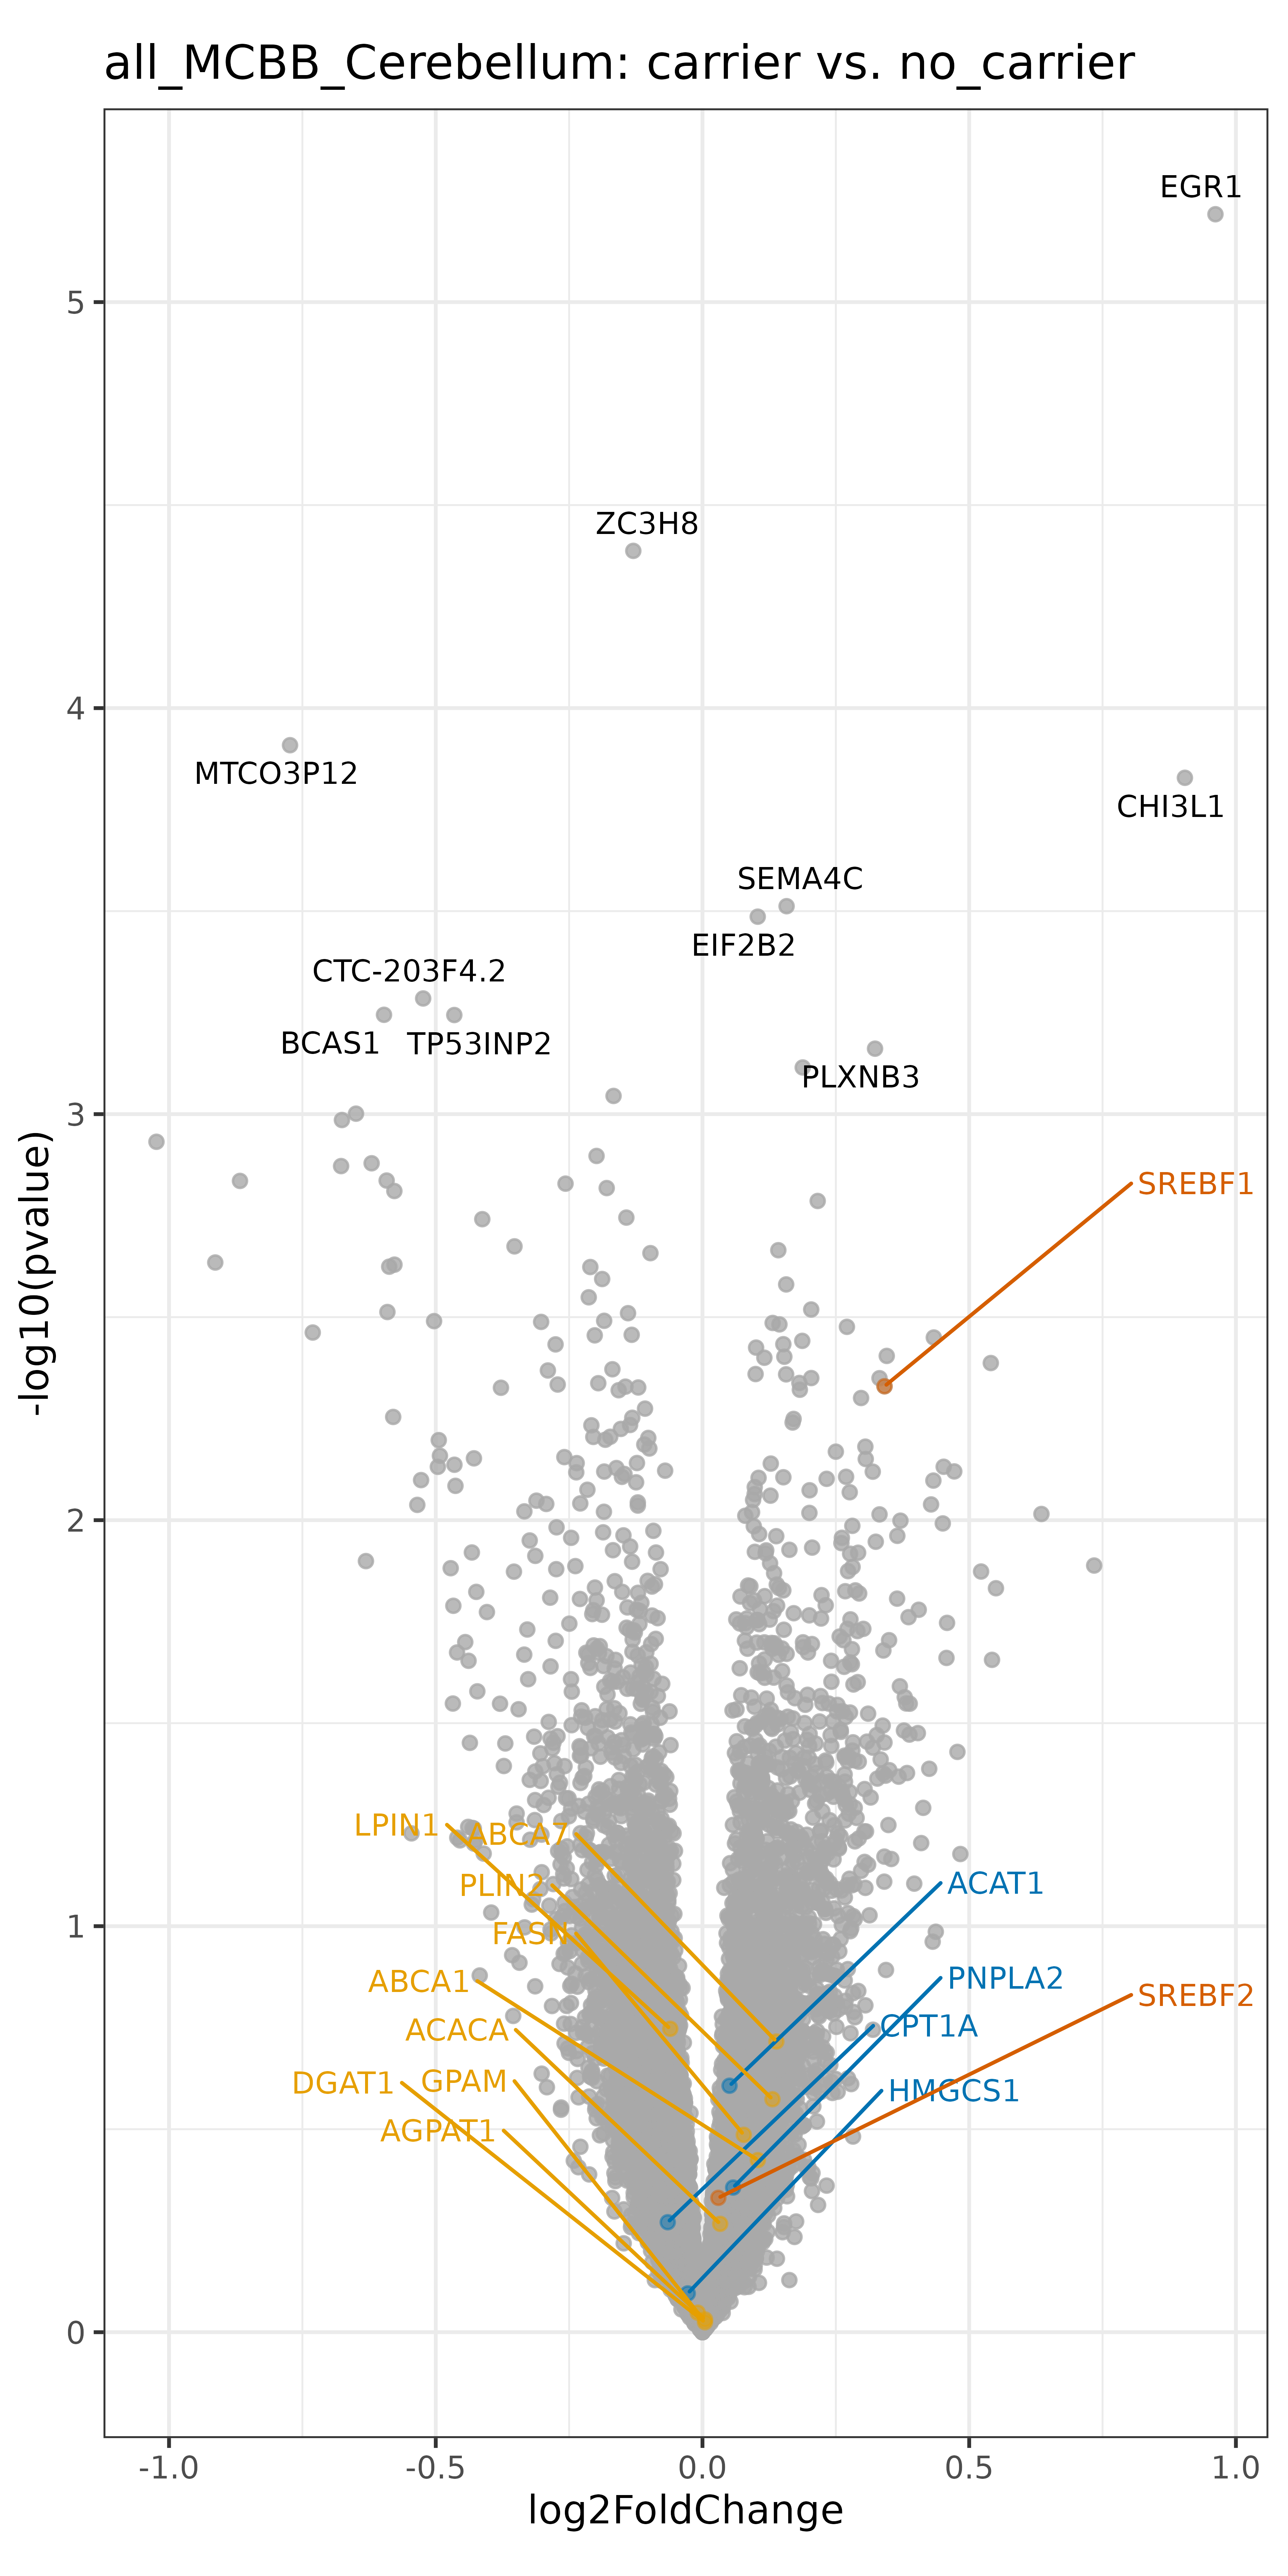 all_MCBB_Cerebellum: carrier vs. no_carrier
EGR1
5
ZC3H8
4
MTCO3P12
CHI3L1
SEMA4C
EIF2B2
CTC-203F4.2
BCAS1 TP53INP2
PLXNB3
3
-log10(pvalue)
SREBF1
2
LPIN1 ABCA7
PLIN2
ACAT1
1
FASN
ABCA1
PNPLA2
SREBF2
ACACA
CPT1A
DGAT1 GPAM
HMGCS1
AGPAT1
0
-1.0 -0.5 0.0 0.5 1.0
log2FoldChange